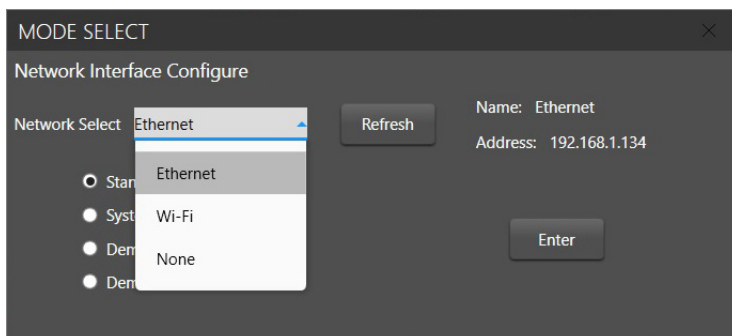 MODE SELECT
Network Interface Configure
Network Select Ethernet
Refresh
Name: Ethernet
Address: 192.168.1.134
Ethernet
Wi-Fi
None
Enter